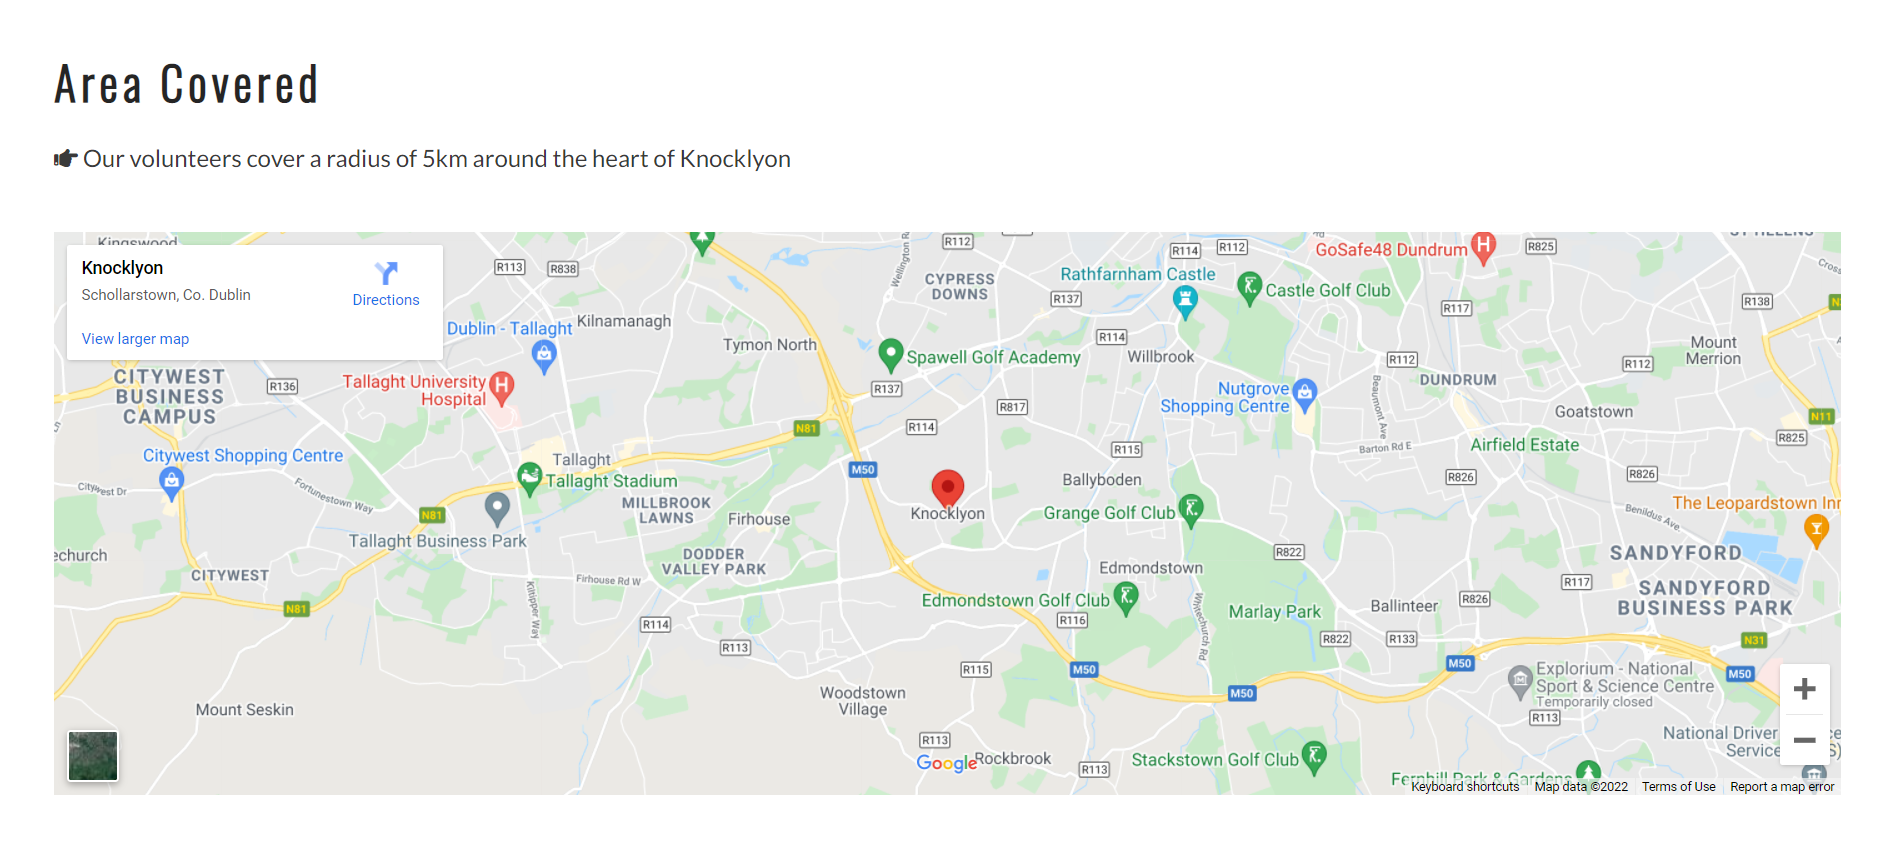 Area Covered
Our volunteers cover a radius of 5km around the heart of Knocklyon
Kingswood
Knocklyon
Schollarstown, Co. Dublin
Directions
View larger map
R113
R838
Dublin - Tallaght
Kilnamanagh
Tymon North
R112
CYPRESS
DOWNS
R137
R114
R112
Rathfarnham Castle
Castle Golf Club
GoSafe48 Dundrum
R825
ST HELENS
R117
R138
Mount
Merion
R112
R112
DUNDRUM
Goatstown
N11
R825
R114
Willbrook
Spawell Golf Academy
R137
R817
R114
Nutgrove
Shopping Centre
Beaumont Ave
Barton Rd E
Airfield Estate
CITYWEST
BUSINESS
CAMPUS
R136
Tallaght University
Hospital
N81
M50
Citywest Shopping Centre
Citywest Dr
Fortunestown Way
Tallaght
Tallaght Stadium
MILLBROOK
LAWNS
Firhouse
Knocklyon
R115
Ballyboden
Grange Golf Club
R826
R826
The Leopardstown Inn
Benildus Ave
N81
Tallaght Business Park
DODDER
VALLEY PARK
Firhouse Rd W
Kiltipper Way
CITYWEST
N81
R114
R113
Edmondstown
Edmondstown Golf Club
R116
R115
Whitechurch Rd
Marlay Park
R822
SANDYFORD
SANDYFORD
BUSINESS PARK
R117
Ballinteer
R826
R822
R133
N31
M50
M50
M50
M50
Explorium - National
Sport & Science Centre
Temporarily closed
R113
Mount Seskin
Woodstown
Village
R113
Google
Rockbrook
R113
Stackstown Golf Club
Fernhill Park & Gardens
National Driver
Service
Keyboard shortcuts
Map data ©2022
Terms of Use
Report a map error